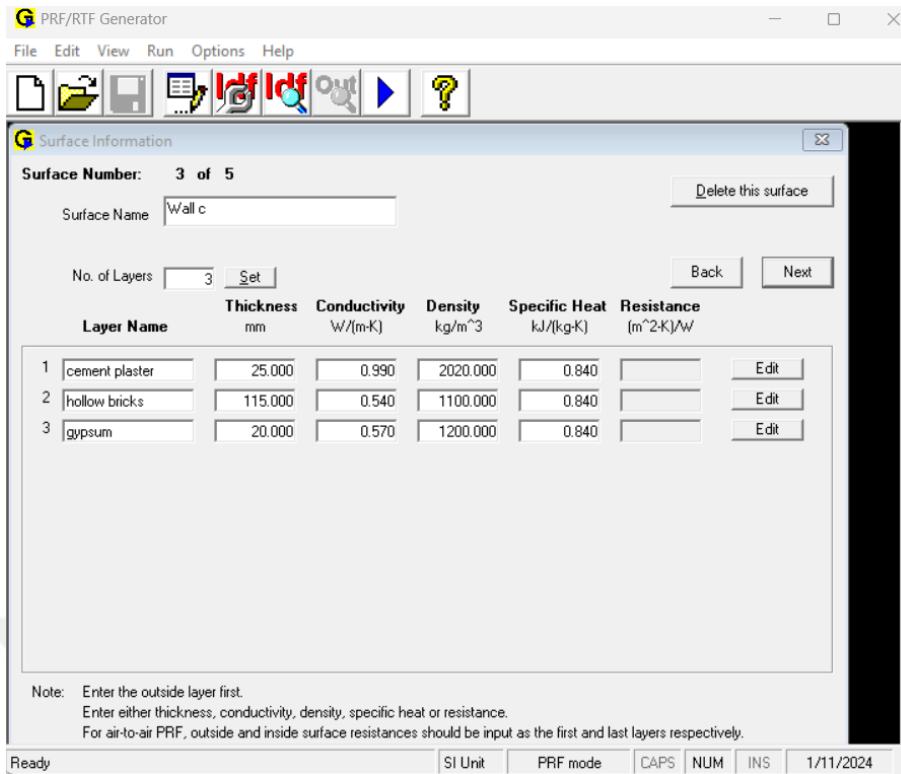 PRF/RTF Generator
File Edit View Run Options Help
Idf Idf Out
Surface Information
Surface Number: 3 of 5
Delete this surface
Surface Name Wall c
No. of Layers 3 Set Back Next
Thickness Conductivity Density Specific Heat Resistance
Layer Name mm W/(m-K) kg/m^3 kJ/(kg-K) (m^2-K)/W
1 cement plaster 25.000 0.990 2020.000 0.840 Edit
2 hollow bricks 115.000 0.540 1100.000 0.840 Edit
3 gypsum 20.000 0.570 1200.000 0.840 Edit
Note: Enter the outside layer first.
Enter either thickness, conductivity, density, specific heat or resistance.
For air-to-air PRF, outside and inside surface resistances should be input as the first and last layers respectively.
Ready SI Unit PRF mode CAPS NUM INS 1/11/2024